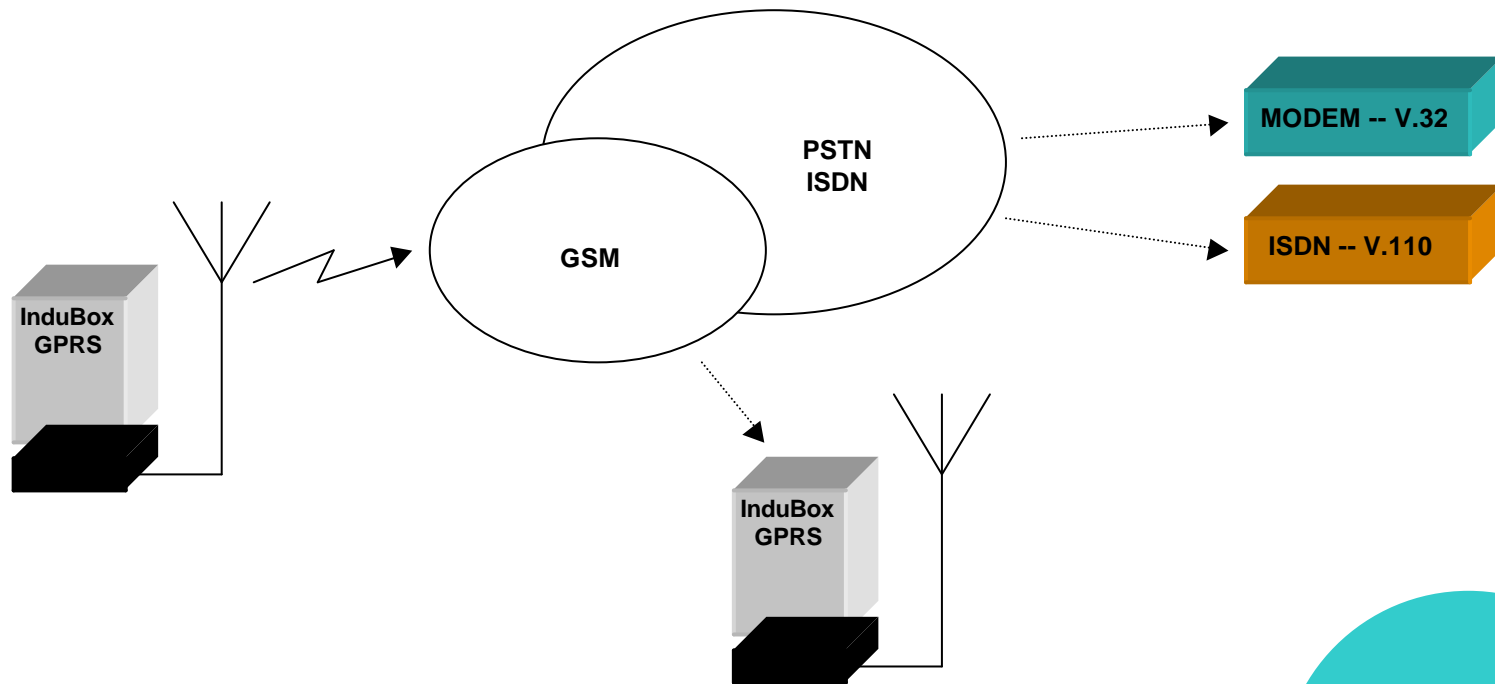 MODEM -- V.32
PSTN
ISDN
ISDN -- V.110
GSM
InduBox
GPRS
InduBox
GPRS